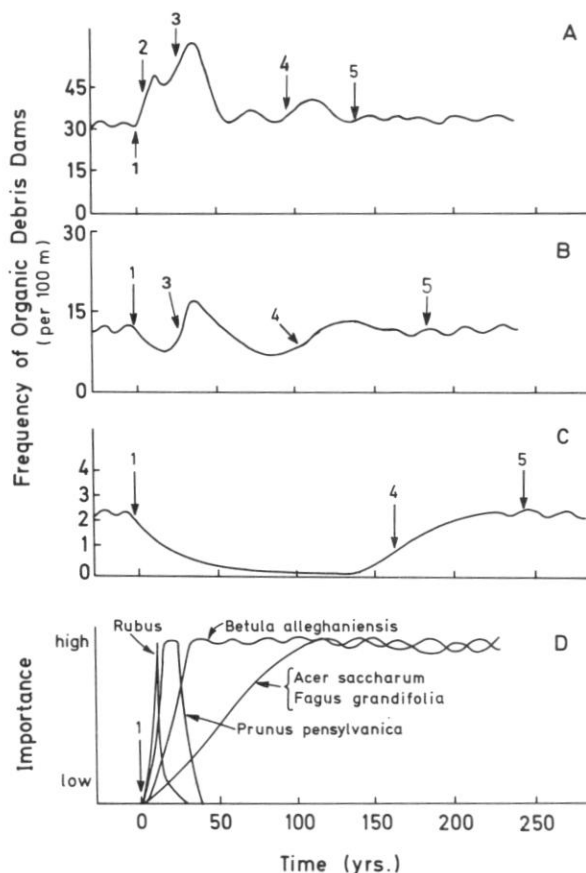 Frequency of Organic Debris Dams
(per 100 m)
A
45
30
15
0
1
2
3
4
5
B
30
15
0
1
3
4
5
C
4
3
2
1
0
1
4
5
D
Importance
high
low
Rubus
Betula alleghaniensis
Acer saccharum
Fagus grandifolia
Prunus pensylvanica
1
0 50 100 150 200 250
Time (yrs.)